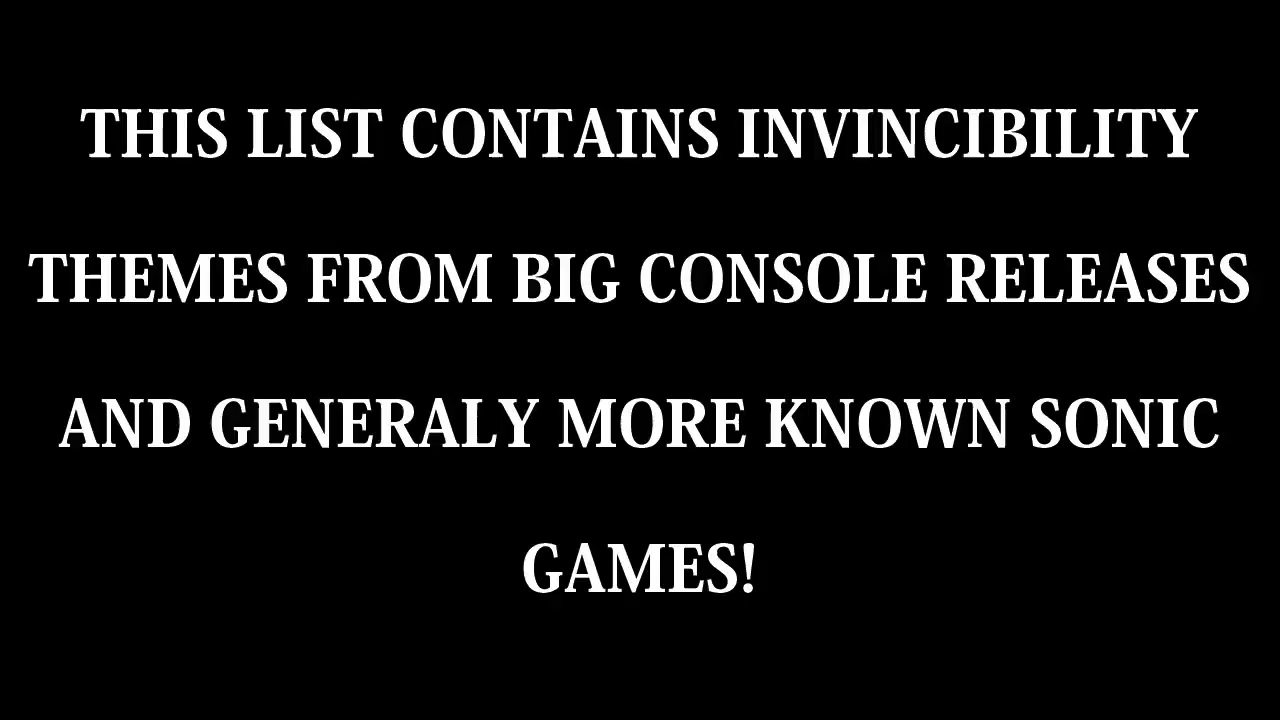 THIS LIST CONTAINS INVINCIBILITY
THEMES FROM BIG CONSOLE RELEASES
AND GENERALY MORE KNOWN SONIC
GAMES!